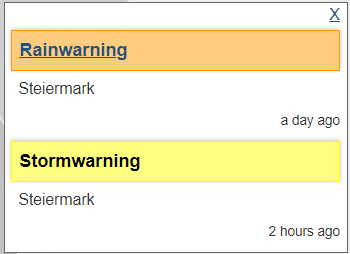 X
Rainwarning
Steiermark
a day ago
Stormwarning
Steiermark
2 hours ago